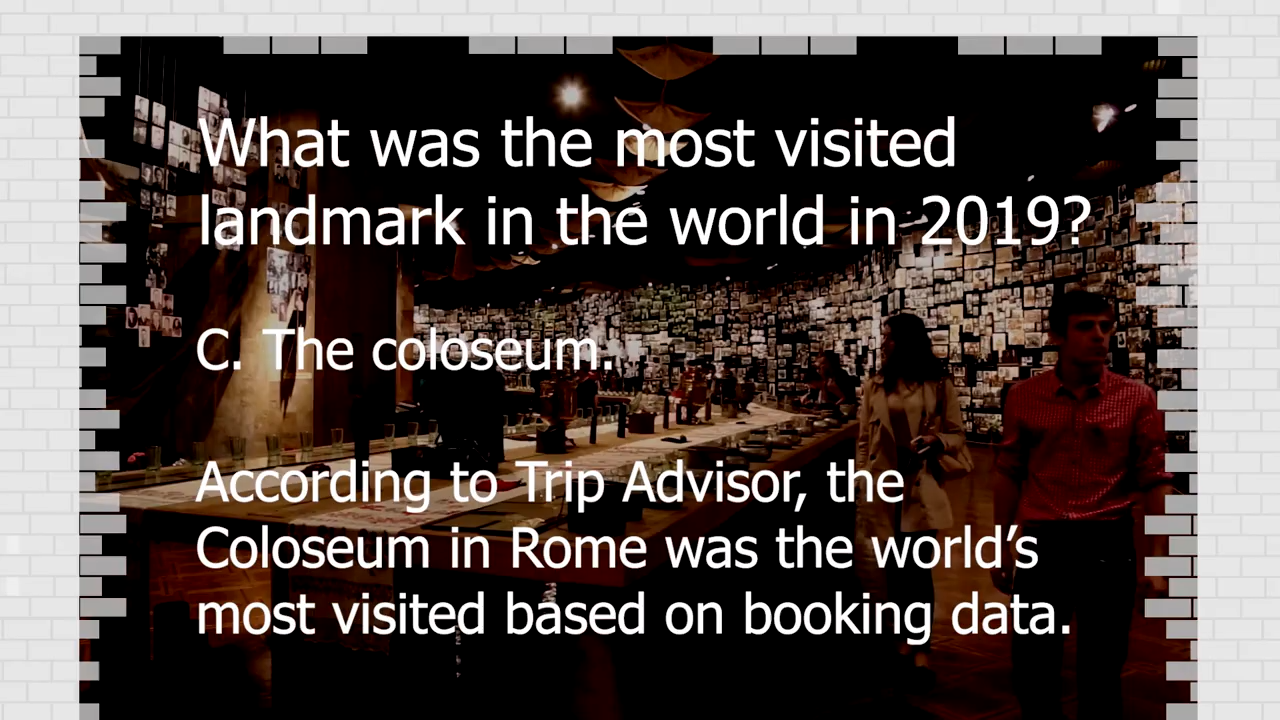 What was the most visited
landmark in the world in 2019?
C. The coloseum.
According to Trip Advisor, the
Coloseum in Rome was the world's
most visited based on booking data.